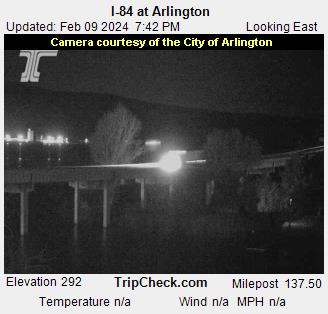 I-84 at Arlington
Updated: Feb 09 2024 7:42 PM Looking East
Camera courtesy of the City of Arlington
Elevation 292 TripCheck.com Milepost 137.50
Temperature n/a Wind n/a MPH n/a